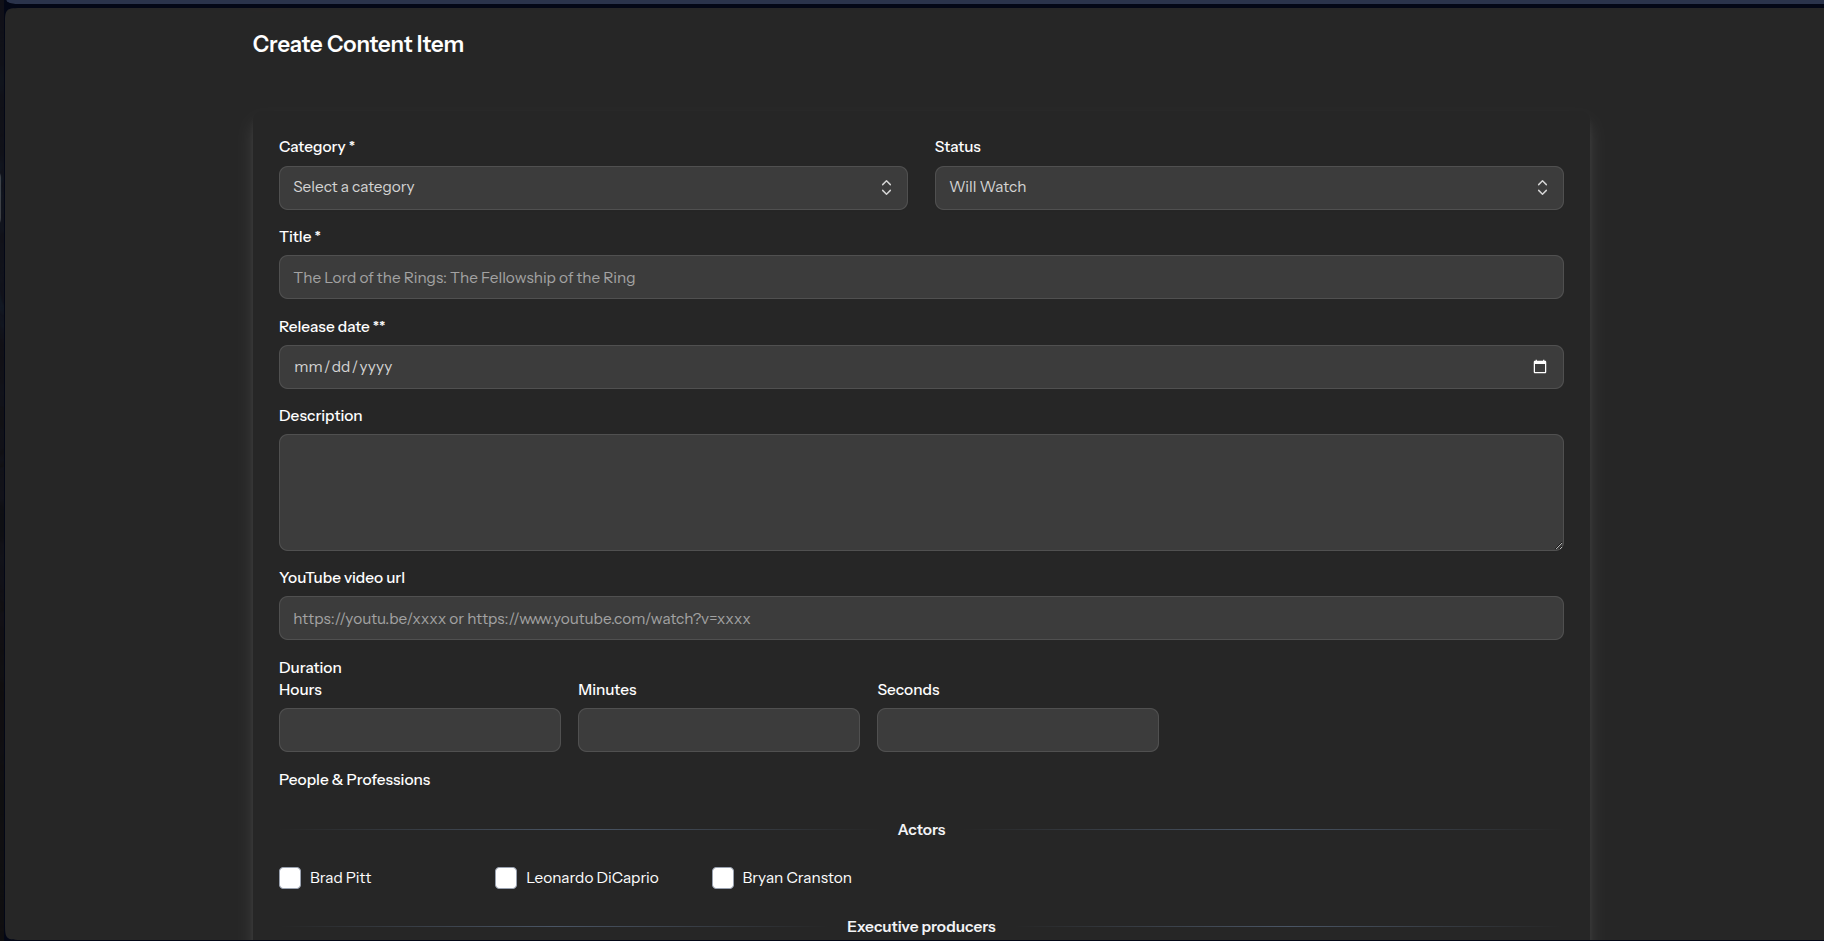 Create Content Item
Category *
Status
Select a category
Will Watch
Title *
The Lord of the Rings: The Fellowship of the Ring
Release date **
mm/dd/yyyy
Description
YouTube video url
https://youtu.be/xxxx or https://www.youtube.com/watch?v=xxxx
Duration
Hours
Minutes
Seconds
People & Professions
Actors
Brad Pitt
Leonardo DiCaprio
Bryan Cranston
Executive producers